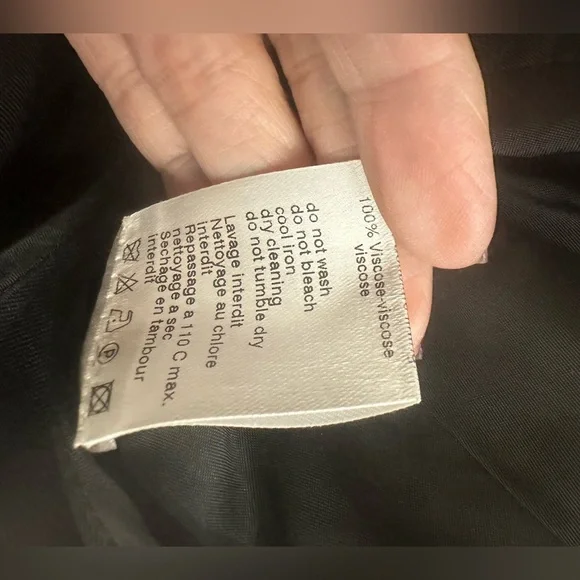 100% Viscose-viscose
viscose
do not wash
do not bleach
cool iron
dry cleaning
do not tumble dry
Lavage interdit
Nettoyage au chlore
interdit
Repassage a 110 C max.
nettoyage a sec
Sechage en tambour
interdit
P